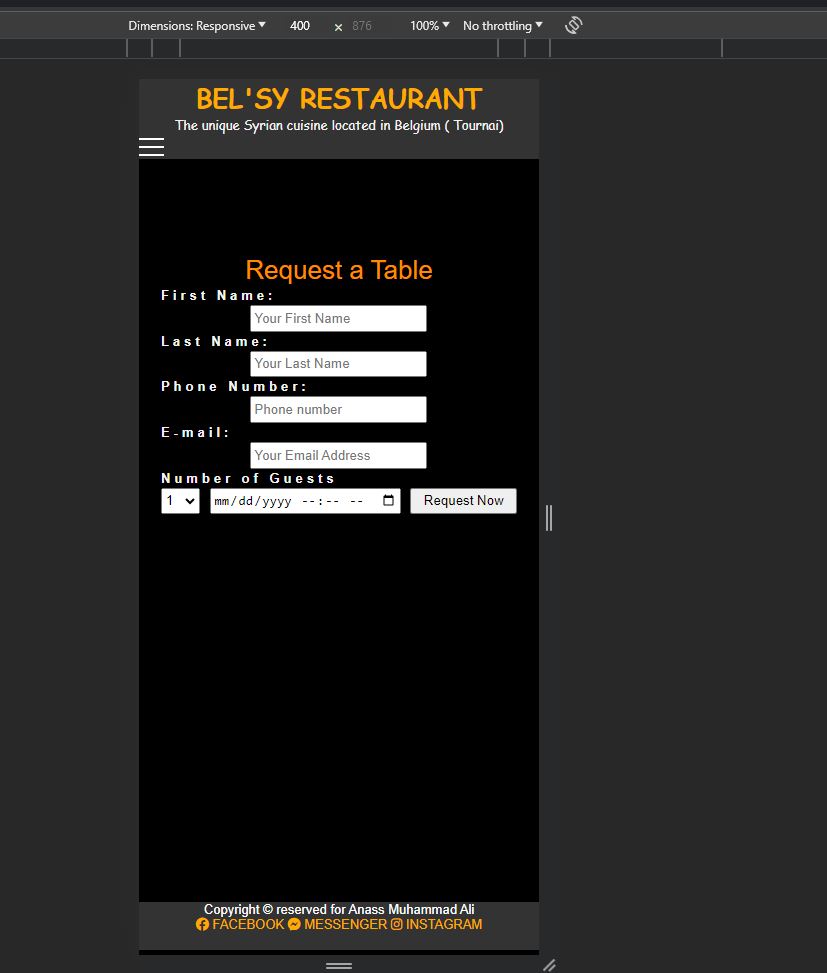 Dimensions: Responsive 400 × 876 100% No throttling
BEL'SY RESTAURANT
The unique Syrian cuisine located in Belgium ( Tournai)
Request a Table
First Name:
Your First Name
Last Name:
Your Last Name
Phone Number:
Phone number
E-mail:
Your Email Address
Number of Guests
1 mm/dd/yyyy --:-- -- Request Now
Copyright © reserved for Anass Muhammad Ali
FACEBOOK MESSENGER INSTAGRAM